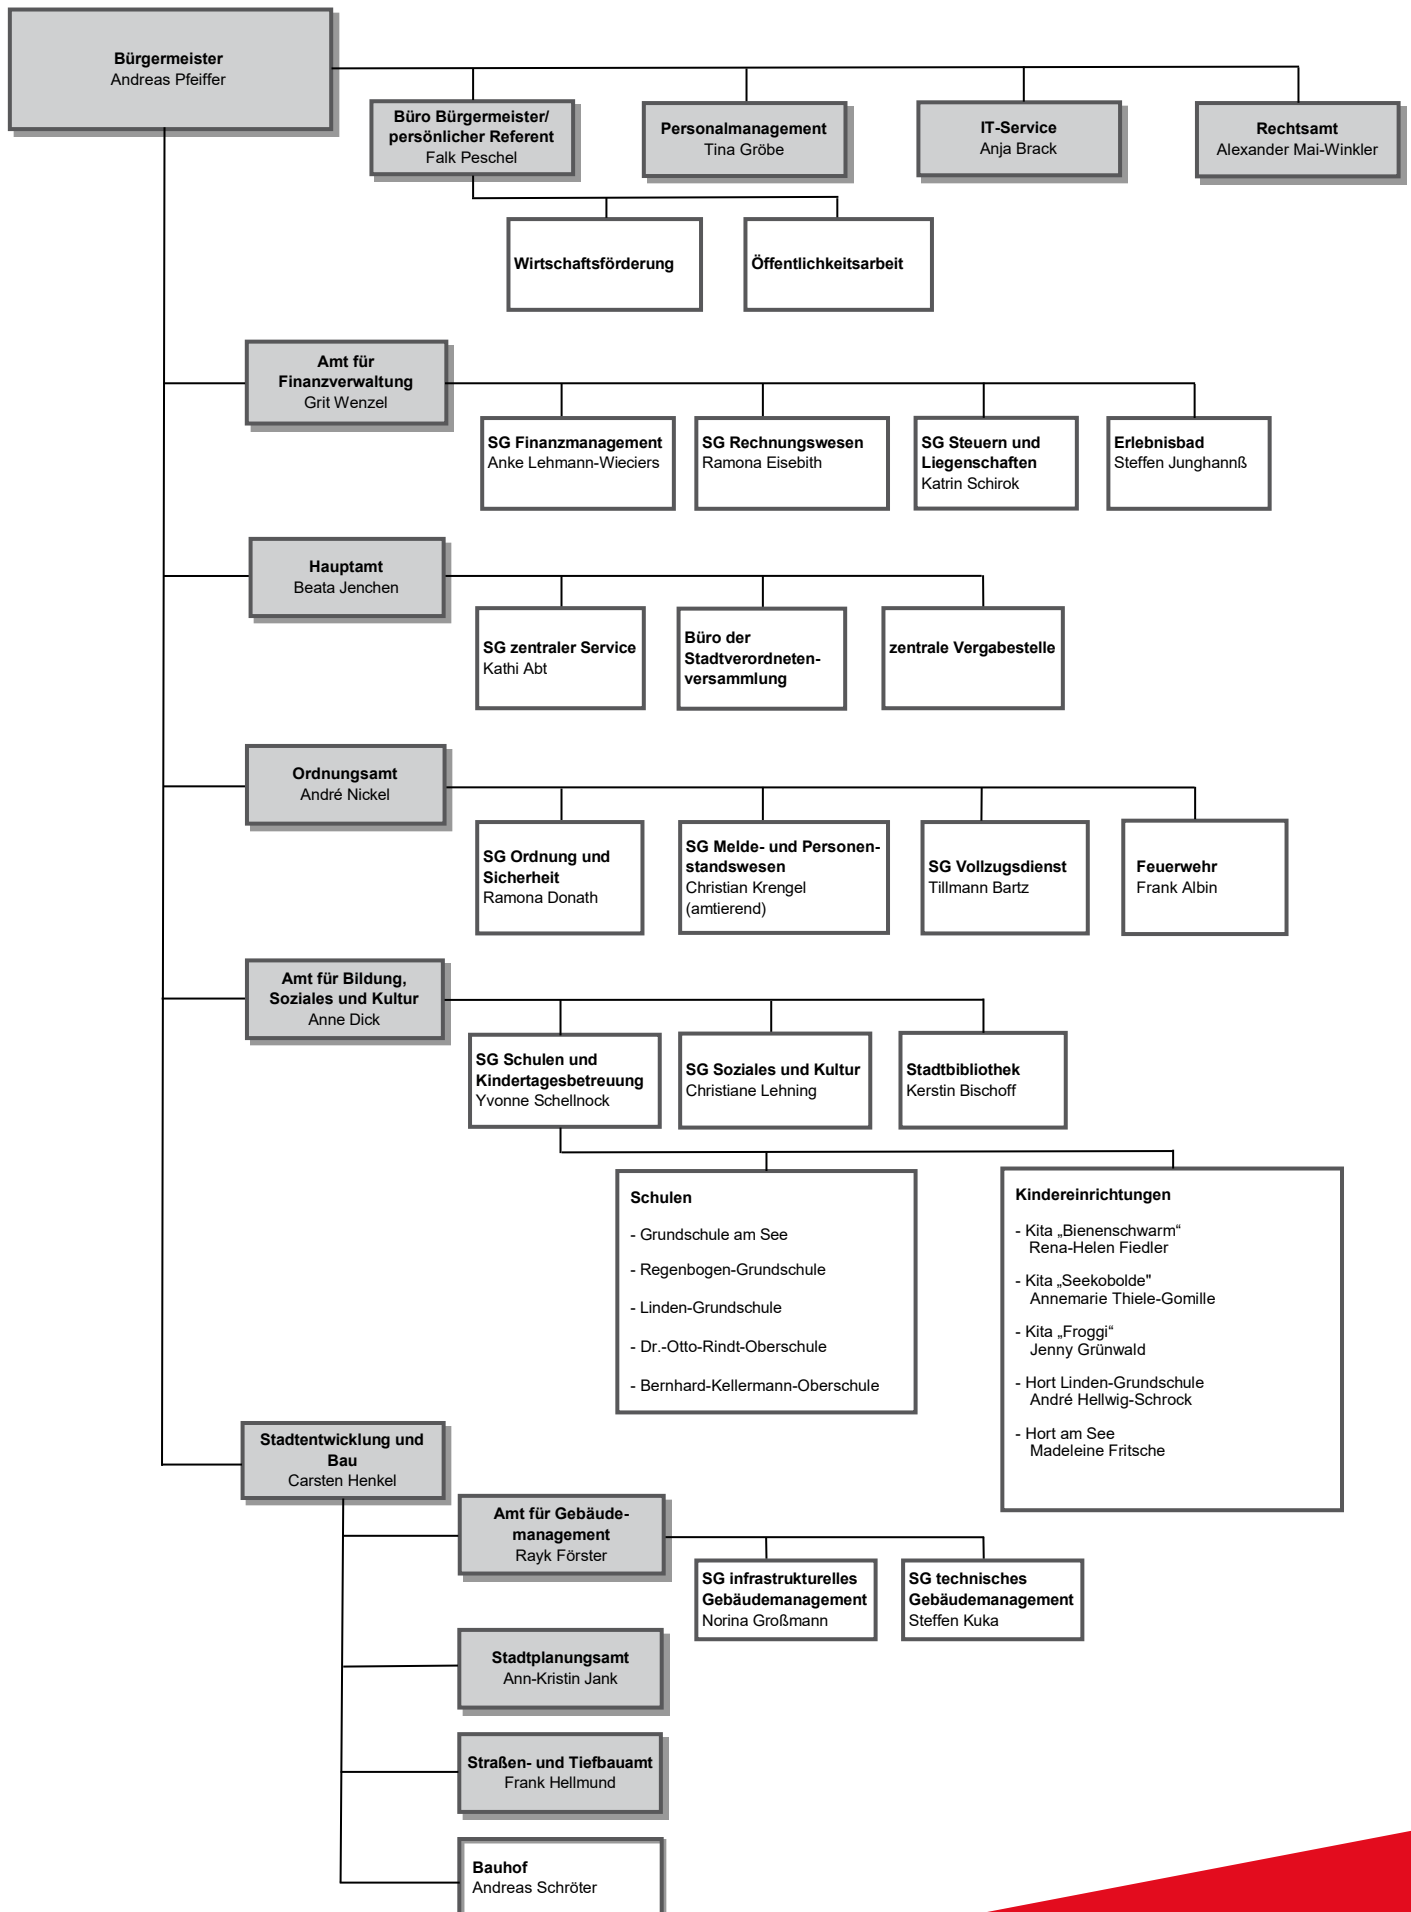 Bürgermeister
Andreas Pfeiffer
Büro Bürgermeister/
persönlicher Referent
Falk Peschel
Personalmanagement
Tina Gröbe
IT-Service
Anja Brack
Rechtsamt
Alexander Mai-Winkler
Wirtschaftsförderung
Öffentlichkeitsarbeit
Amt für
Finanzverwaltung
Grit Wenzel
SG Finanzmanagement
Anke Lehmann-Wieciers
SG Rechnungswesen
Ramona Eisebith
SG Steuern und
Liegenschaften
Katrin Schirok
Erlebnisbad
Steffen Junghannß
Hauptamt
Beata Jenchen
SG zentraler Service
Kathi Abt
Büro der
Stadtverordneten-
versammlung
zentrale Vergabestelle
Ordnungsamt
André Nickel
SG Ordnung und
Sicherheit
Ramona Donath
SG Melde- und Personen-
standswesen
Christian Krengel
(amtierend)
SG Vollzugsdienst
Tillmann Bartz
Feuerwehr
Frank Albin
Amt für Bildung,
Soziales und Kultur
Anne Dick
SG Schulen und
Kindertagesbetreuung
Yvonne Schellnock
SG Soziales und Kultur
Christiane Lehning
Stadtbibliothek
Kerstin Bischoff
Schulen
- Grundschule am See
- Regenbogen-Grundschule
- Linden-Grundschule
- Dr.-Otto-Rindt-Oberschule
- Bernhard-Kellermann-Oberschule
Kindereinrichtungen
- Kita „Bienenschwarm“
Rena-Helen Fiedler
- Kita „Seekobolde"
Annemarie Thiele-Gomille
- Kita „Froggi“
Jenny Grünwald
- Hort Linden-Grundschule
André Hellwig-Schrock
- Hort am See
Madeleine Fritsche
Stadtentwicklung und
Bau
Carsten Henkel
Amt für Gebäude-
management
Rayk Förster
SG infrastrukturelles
Gebäudemanagement
Norina Großmann
SG technisches
Gebäudemanagement
Steffen Kuka
Stadtplanungsamt
Ann-Kristin Jank
Straßen- und Tiefbauamt
Frank Hellmund
Bauhof
Andreas Schröter